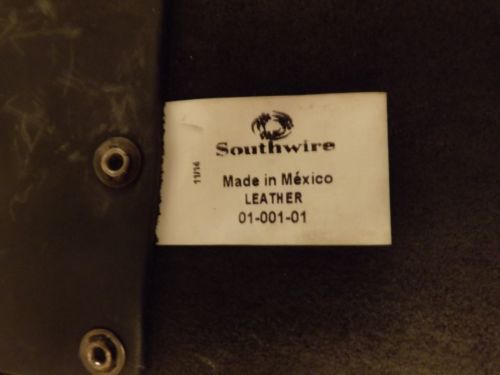 Southwire
11/14
Made in México
LEATHER
01-001-01